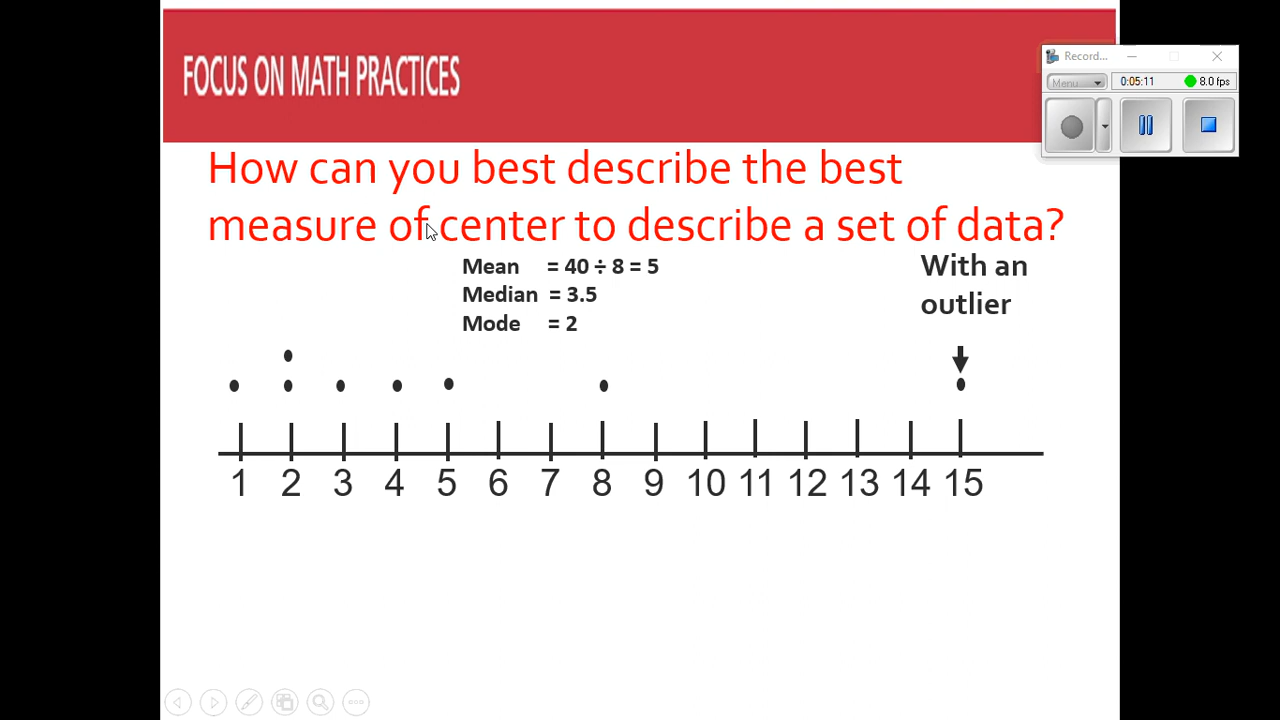 FOCUS ON MATH PRACTICES
Record...
Menu
0:05:11
8.0 fps
How can you best describe the best
measure of center to describe a set of data?
Mean = 40 ÷ 8 = 5
Median = 3.5
Mode = 2
With an
outlier
1 2 3 4 5 6 7 8 9 10 11 12 13 14 15